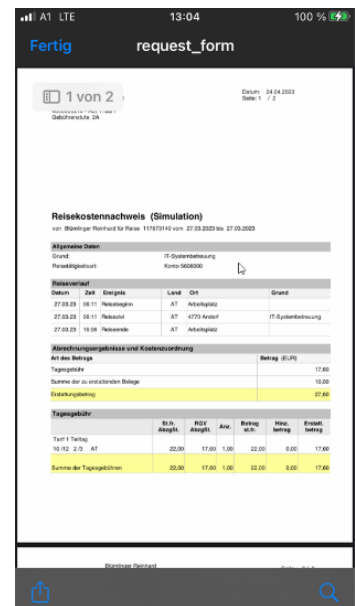 A1 LTE 13:04 100 %
Fertig request_form
1 von 2
Datum: 24.04.2023
Seite: 1 / 2
Gebührenstufe 2A
Reisekostennachweis (Simulation)
von Blümlinger Reinhard für Reise 117673143 vom 27.03.2023 bis 27.03.2023
Allgemeine Daten
Grund: IT-Systembetreuung
Reisetätigkeitsort: Konto 5606000
Reiseverlauf
Datum Zeit Ereignis Land Ort Grund
27.03.23 06:11 Reisebeginn AT Arbeitsplatz
27.03.23 06:11 Reiseziel AT 4770 Andorf IT-Systembetreuung
27.03.23 16:08 Reiseende AT Arbeitsplatz
Abrechnungsergebnisse und Kostenzuordnung
Art des Betrags Betrag (EUR)
Tagesgebühr 17,60
Summe der zu erstattenden Belege 10,00
Erstattungsbetrag 27,60
Tagesgebühr
St.fr. Abzgßt. RGV Abzgßt. Anz. Betrag st.fr. Hinz. betrag Erstatt. betrag
Tarif 1 Teiltag
10 /12 2 /3 AT 22,00 17,60 1,00 22,00 0,00 17,60
Summe der Tagesgebühren 22,00 17,60 1,00 22,00 0,00 17,60
Blümlinger Reinhard